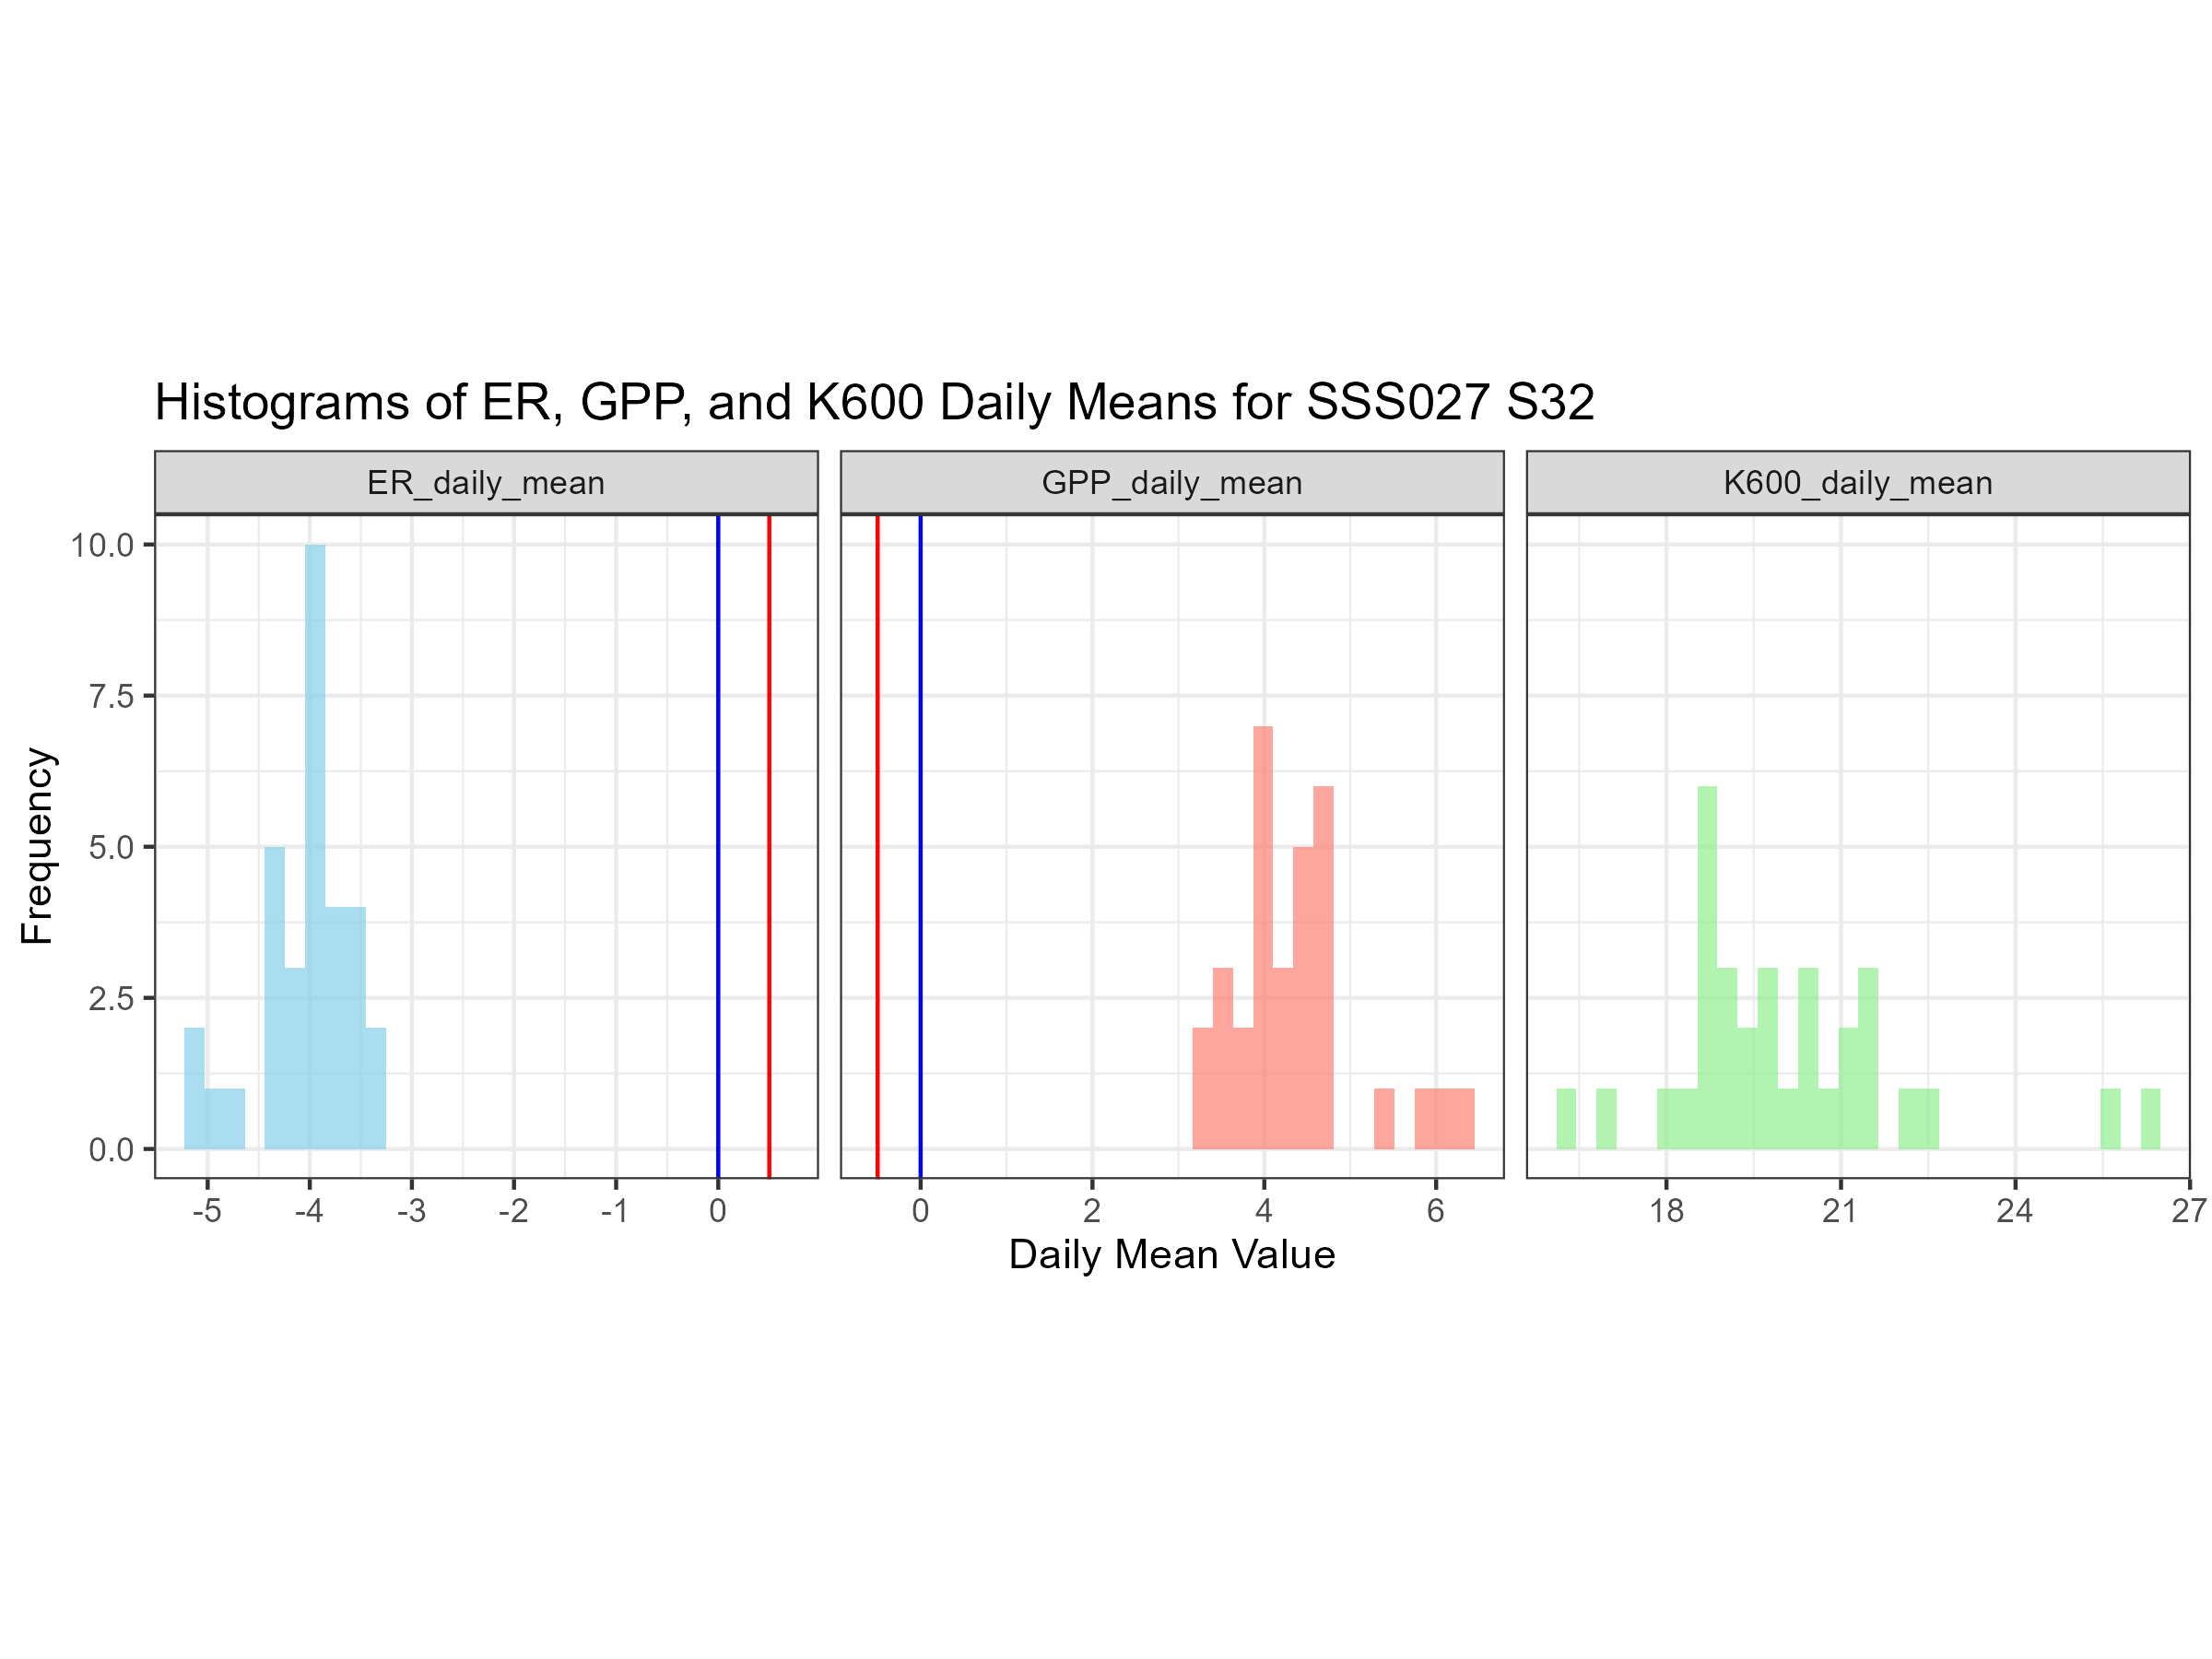 Histograms of ER, GPP, and K600 Daily Means for SSS027 S32
ER_daily_mean
GPP_daily_mean
K600_daily_mean
Frequency
10.0
7.5
5.0
2.5
0.0
-5 -4 -3 -2 -1 0
0 2 4 6
18 21 24 27
Daily Mean Value